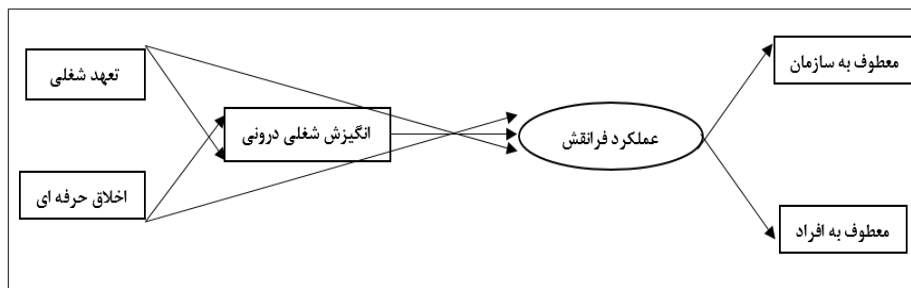 تعهد شغلی
اخلاق حرفه ای
انگیزش شغلی درونی
عملکرد فرانقش
معطوف به سازمان
معطوف به افراد